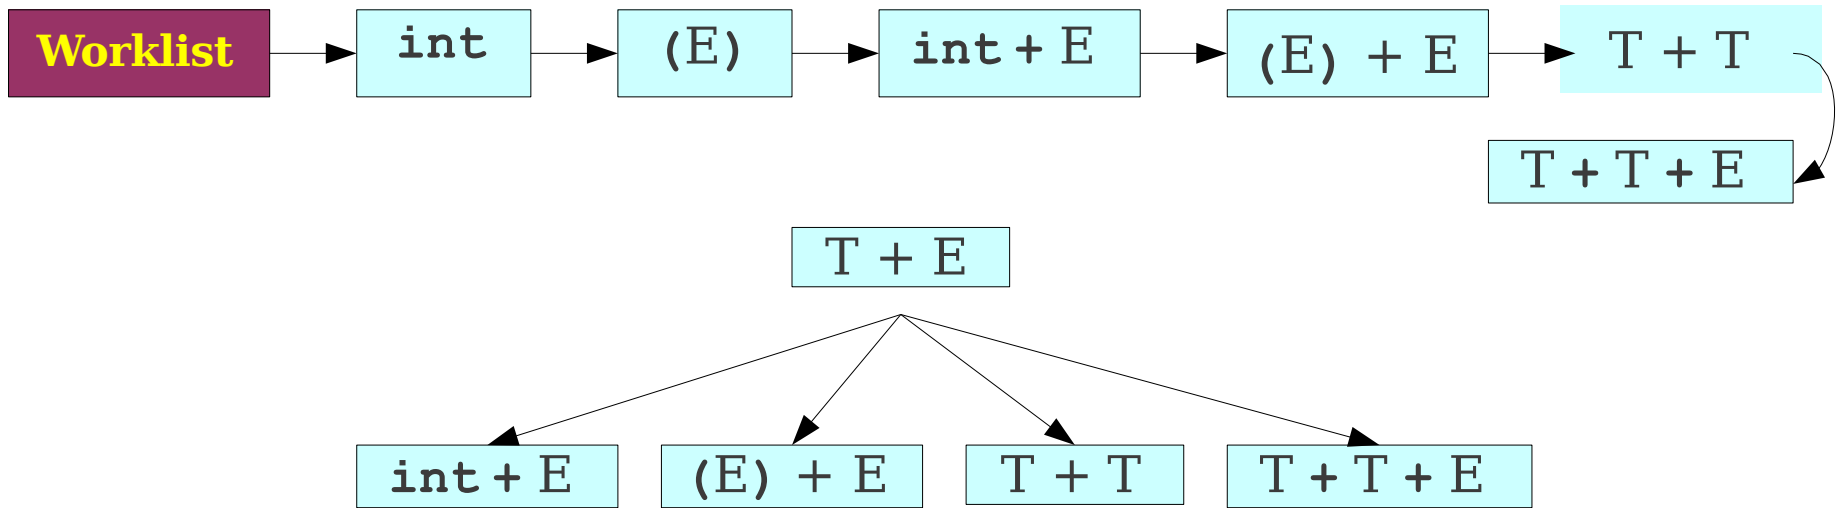 Worklist
int
(E)
int + E
(E) + E
T + T
T + T + E
T + E
int + E
(E) + E
T + T
T + T + E